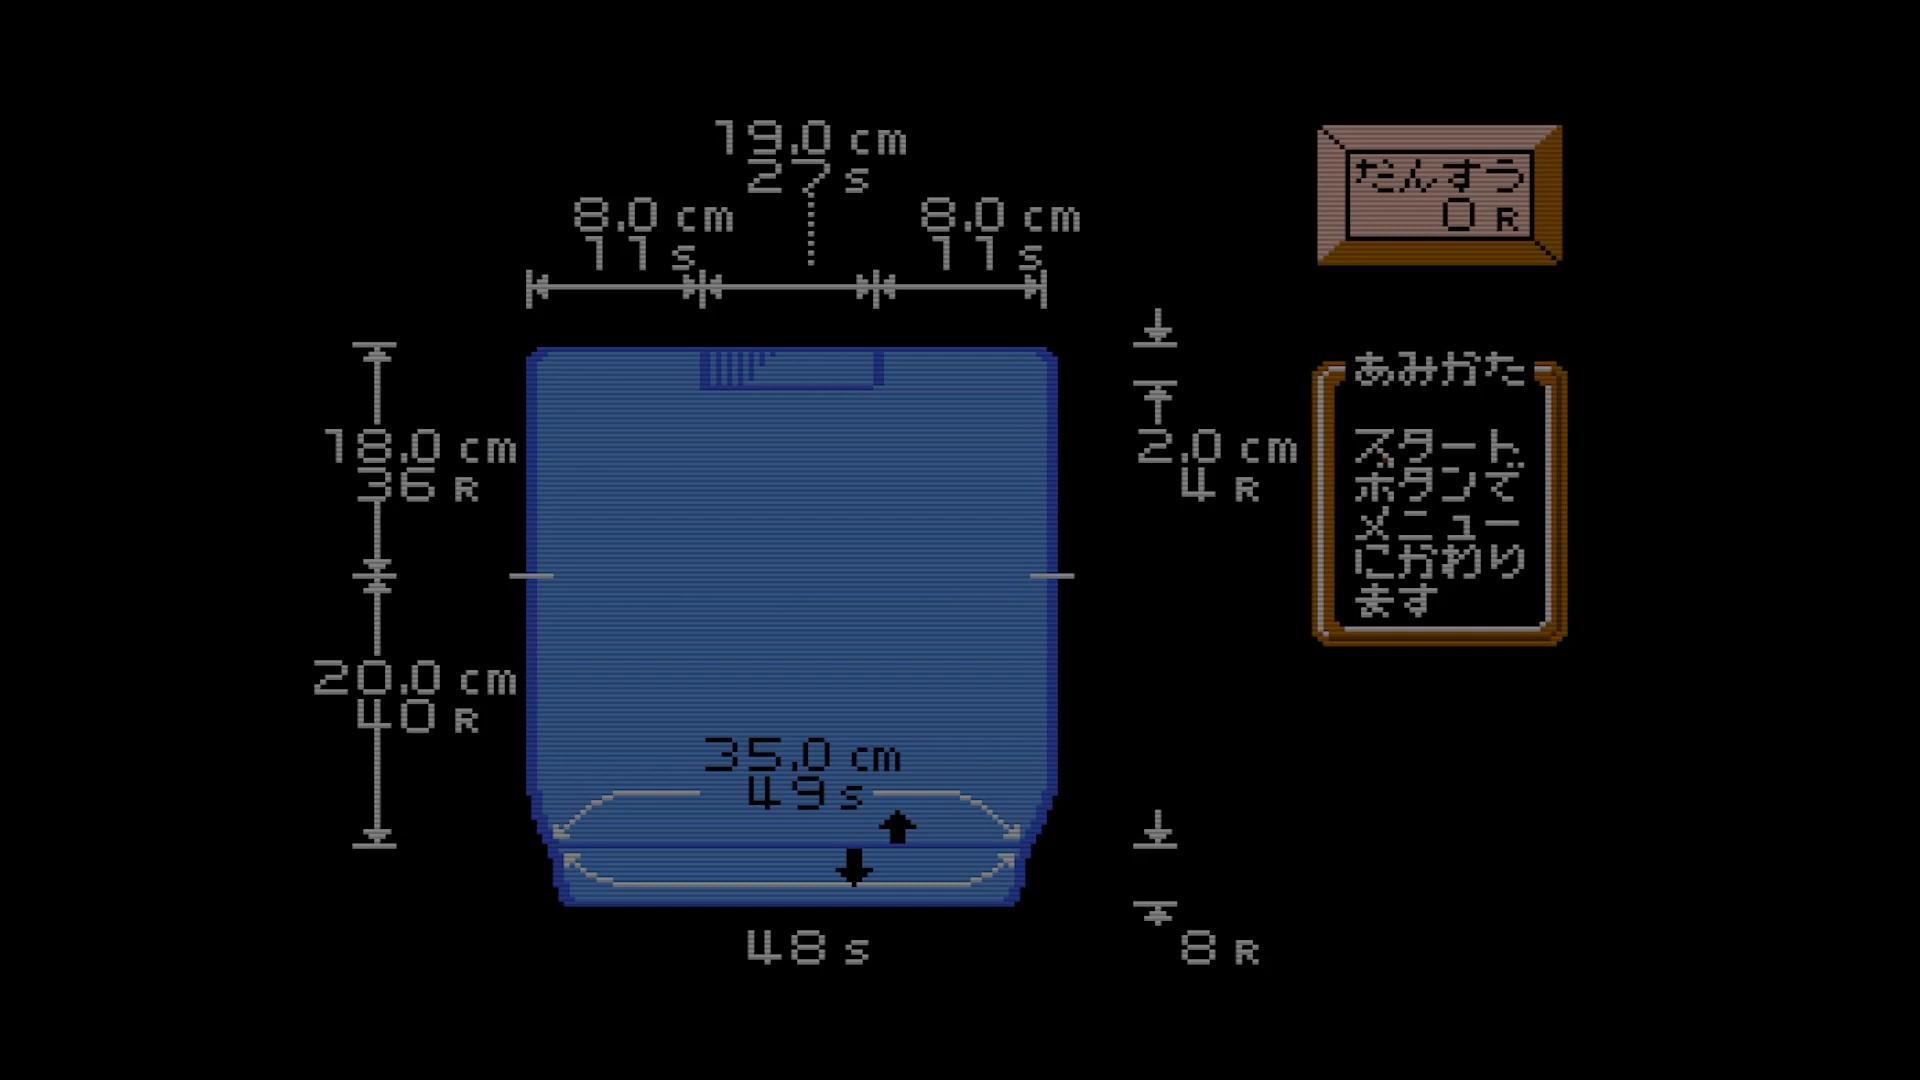 19.0 cm
27 s
8.0 cm
11 s
8.0 cm
11 s
18.0 cm
36 R
20.0 cm
40 R
2.0 cm
4 R
35.0 cm
49 s
48 s
8 R
だんすう
0 R
あみかた
スタート
ボタンで
メニュー
にかわり
ます